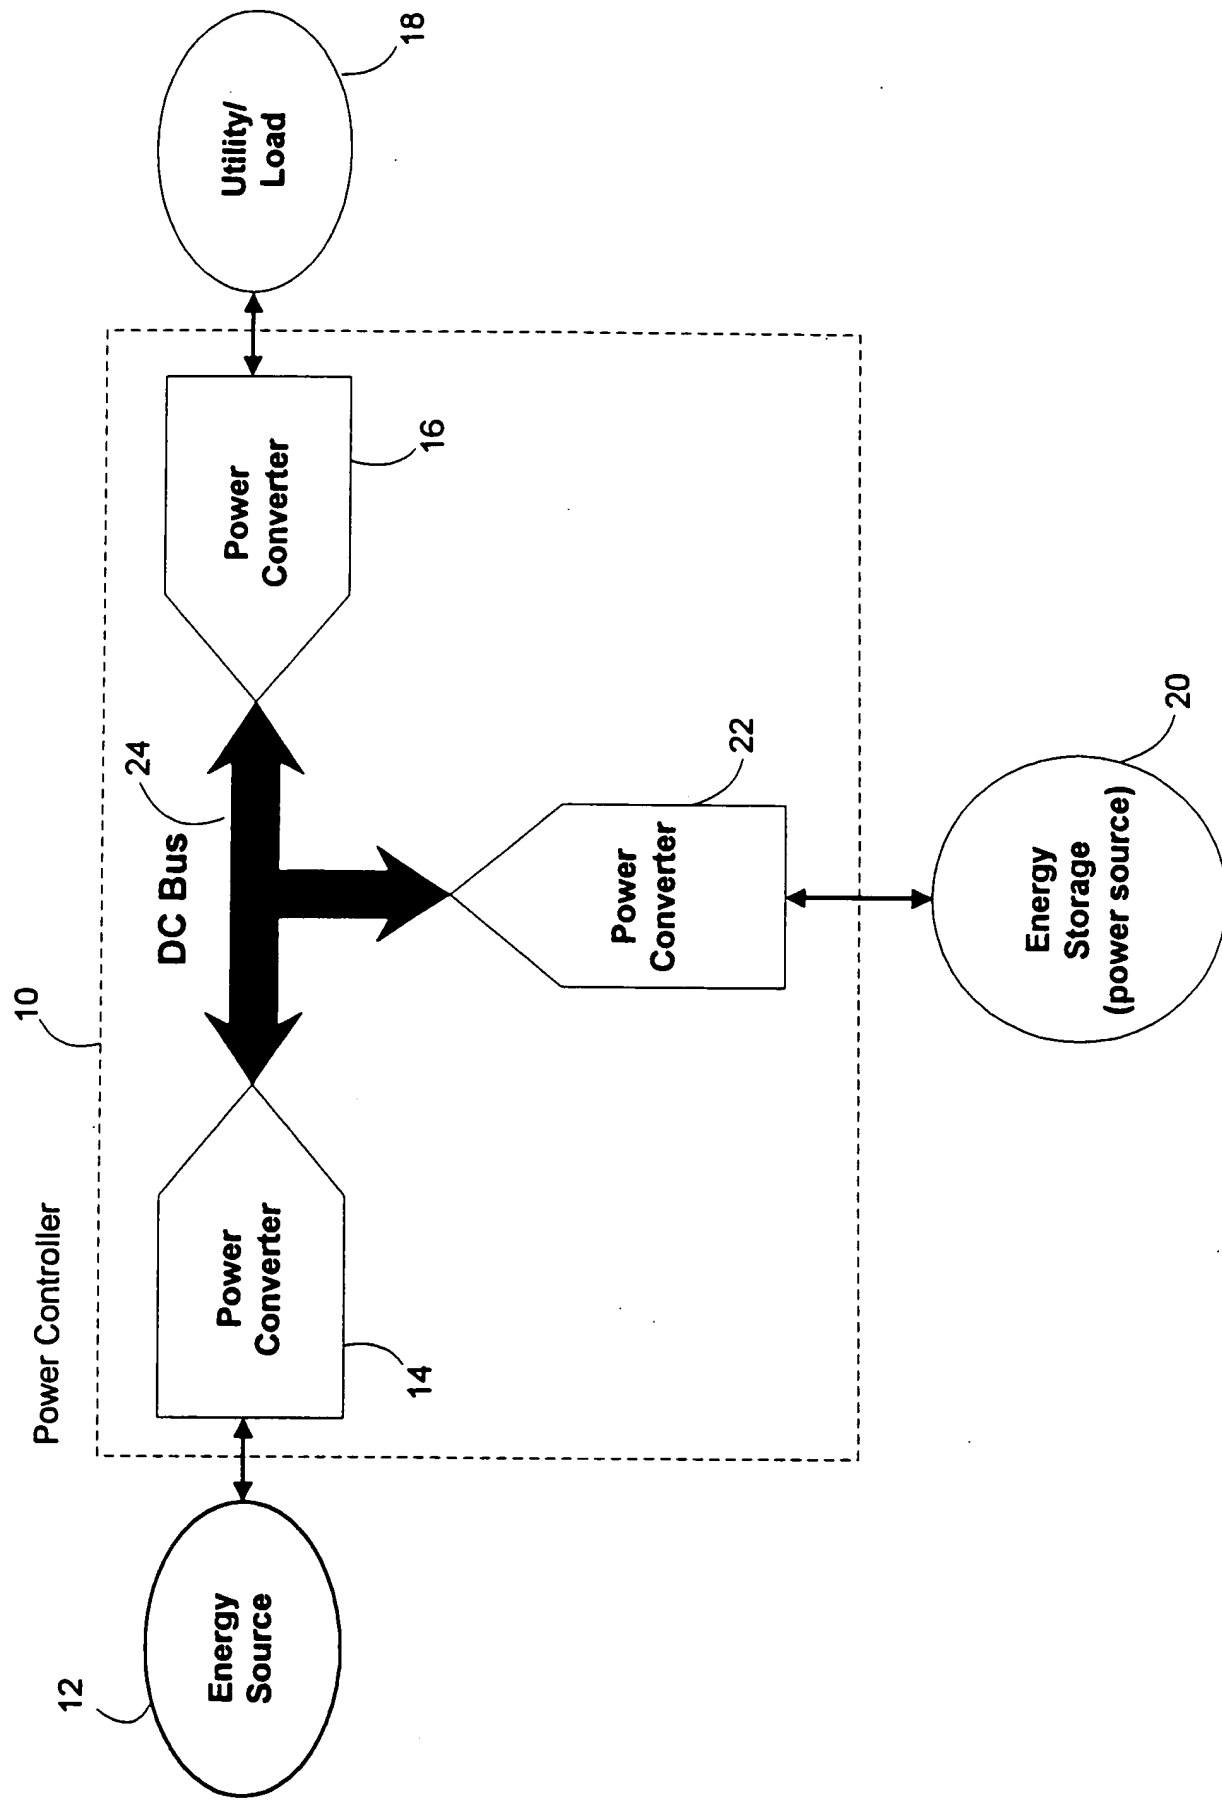 Power Controller
10
12
Energy
Source
14
Power
Converter
DC Bus
24
Power
Converter
16
Utility/
Load
18
Power
Converter
22
Energy
Storage
(power source)
20